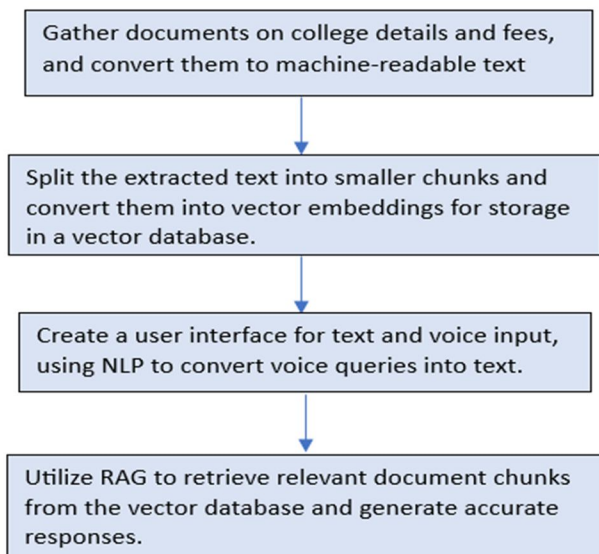 Gather documents on college details and fees,
and convert them to machine-readable text
Split the extracted text into smaller chunks and
convert them into vector embeddings for storage
in a vector database.
Create a user interface for text and voice input,
using NLP to convert voice queries into text.
Utilize RAG to retrieve relevant document chunks
from the vector database and generate accurate
responses.